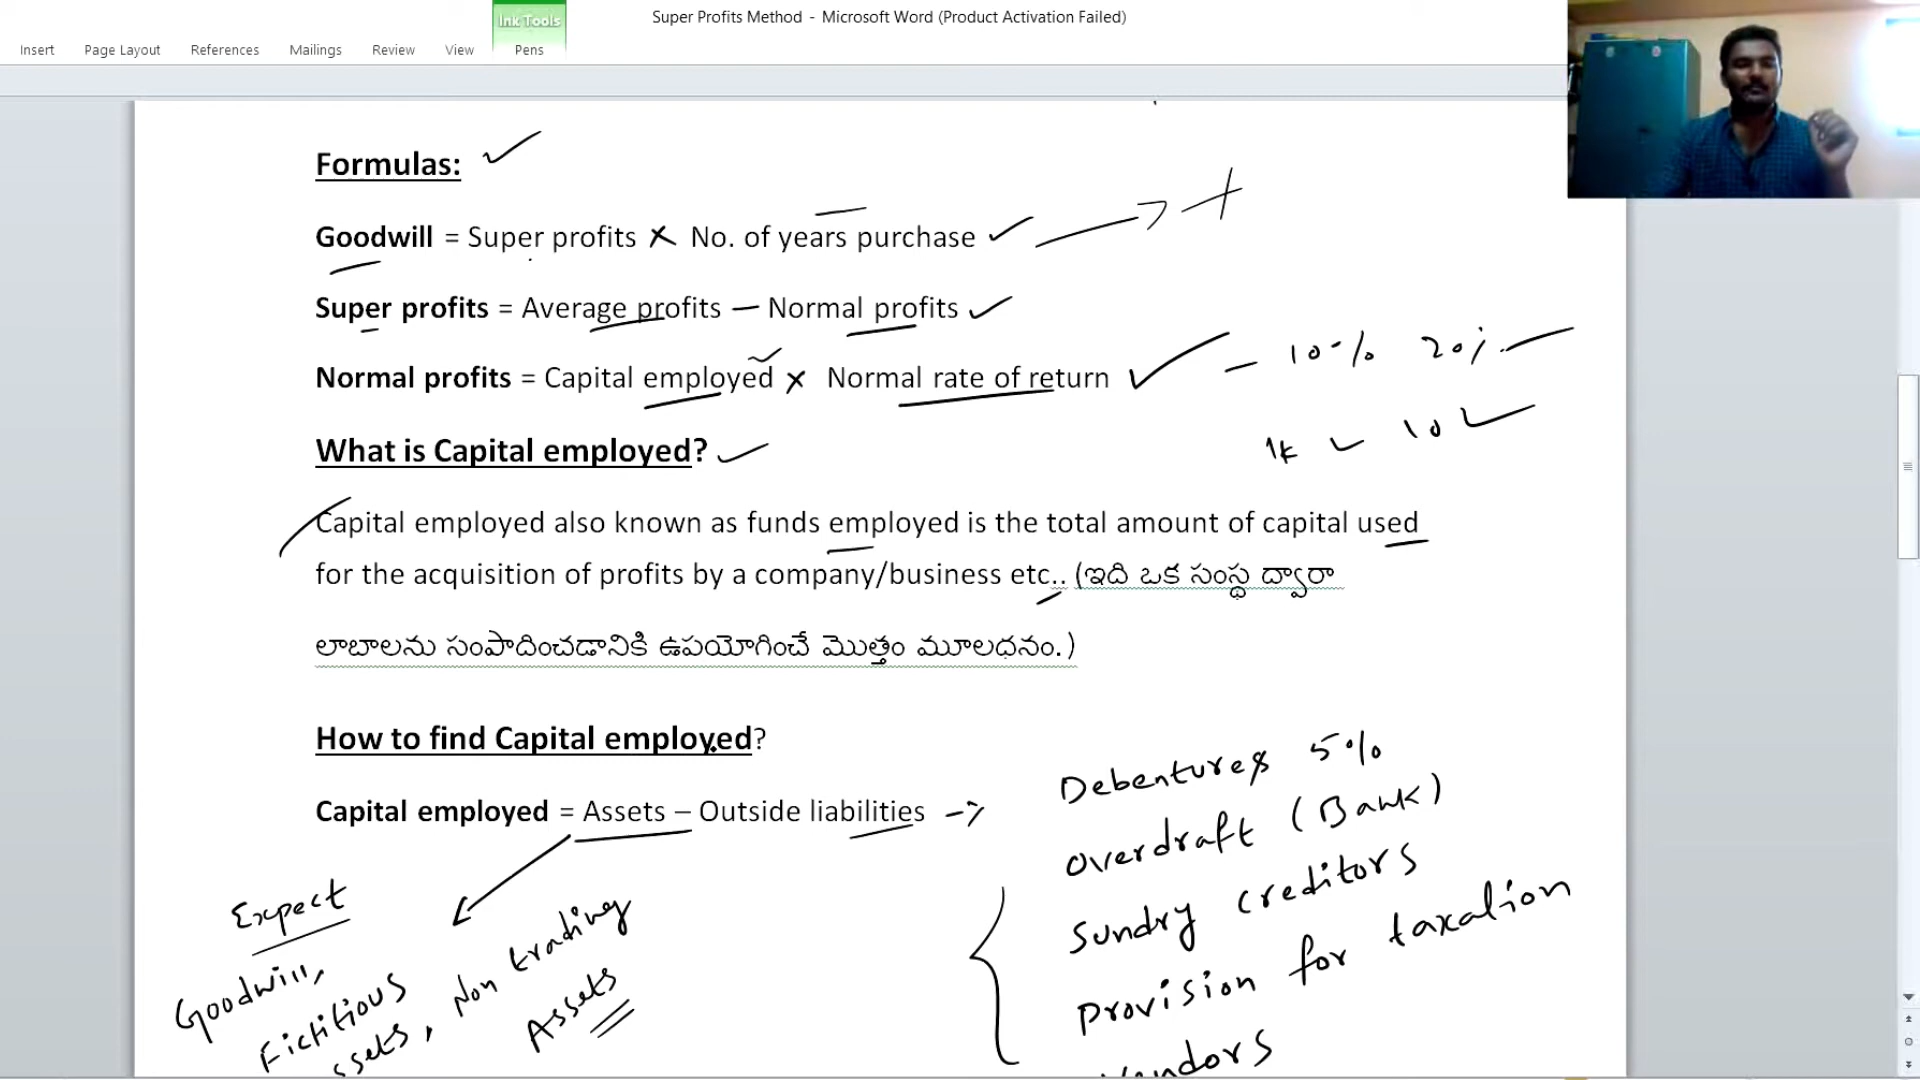 Ink Tools
Super Profits Method - Microsoft Word (Product Activation Failed)
Insert Page Layout References Mailings Review View Pens
Formulas:
Goodwill = Super profits × No. of years purchase
Super profits = Average profits – Normal profits
Normal profits = Capital employed × Normal rate of return
- 10% 20%
1k 10
What is Capital employed?
Capital employed also known as funds employed is the total amount of capital used
for the acquisition of profits by a company/business etc.. (ఇది ఒక సంస్థ ద్వారా
లాబాలను సంపాదించడానికి ఉపయోగించే మొత్తం మూలధనం.)
How to find Capital employed?
Capital employed = Assets – Outside liabilities ->
Debentures 5%
Overdraft (Bank)
Sundry creditors
Provision for taxation
Vendors
Expect
Goodwill,
Fictitious
ssets, Non trading
Assets